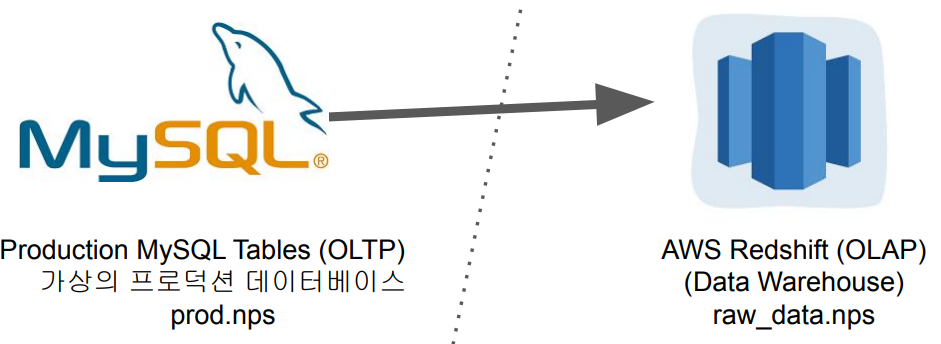 MySQL®
Production MySQL Tables (OLTP)
가상의 프로덕션 데이터베이스
prod.nps
AWS Redshift (OLAP)
(Data Warehouse)
raw_data.nps